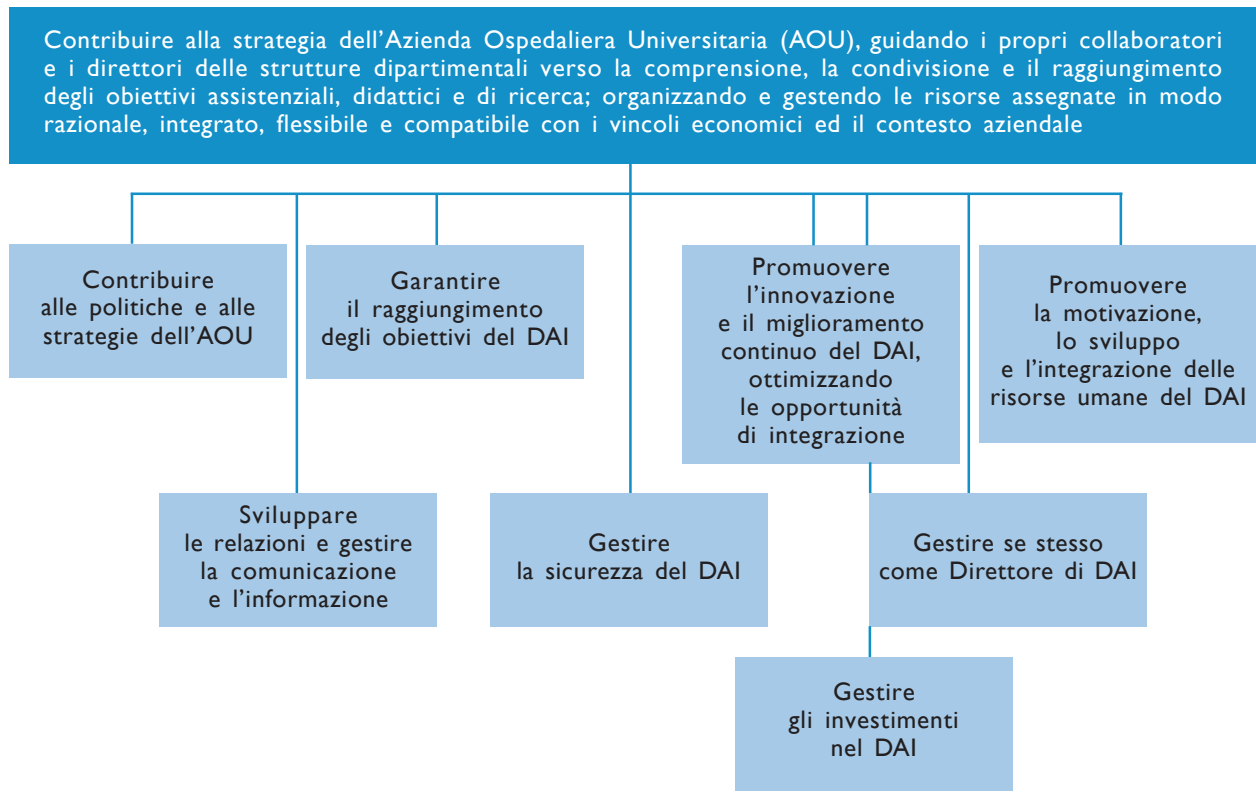 Contribuire alla strategia dell'Azienda Ospedaliera Universitaria (AOU), guidando i propri collaboratori
e i direttori delle strutture dipartimentali verso la comprensione, la condivisione e il raggiungimento
degli obiettivi assistenziali, didattici e di ricerca; organizzando e gestendo le risorse assegnate in modo
razionale, integrato, flessibile e compatibile con i vincoli economici ed il contesto aziendale
Contribuire
alle politiche e alle
strategie dell'AOU
Garantire
il raggiungimento
degli obiettivi del DAI
Promuovere
l'innovazione
e il miglioramento
continuo del DAI,
ottimizzando
le opportunità
di integrazione
Promuovere
la motivazione,
lo sviluppo
e l'integrazione delle
risorse umane del DAI
Sviluppare
le relazioni e gestire
la comunicazione
e l'informazione
Gestire
la sicurezza del DAI
Gestire se stesso
come Direttore di DAI
Gestire
gli investimenti
nel DAI